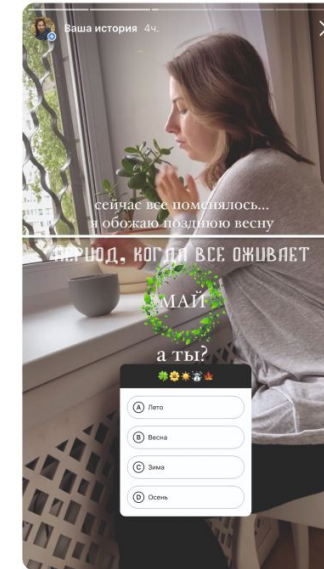 Ваша история 4ч.
сейчас все поменялось...
я обожаю позднюю весну
ПЕРИОД, КОГДА ВСЕ ОЖИВАЕТ
МАЙ
а ты?
A Лето
B Весна
C Зима
D Осень